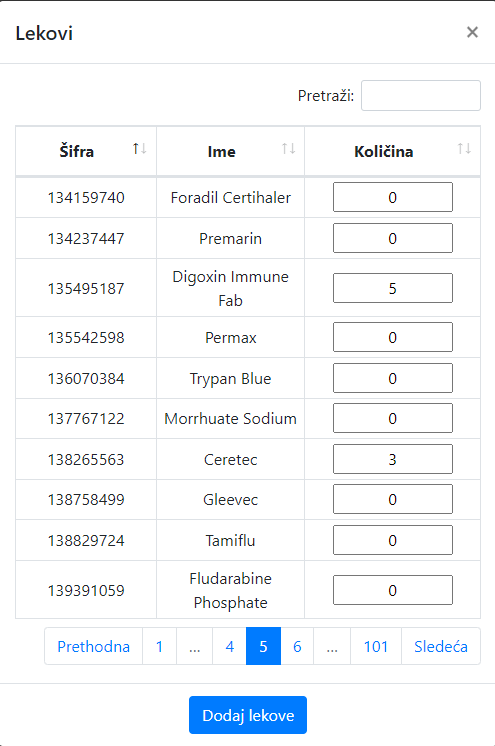 Lekovi ×
Pretraži:
Šifra Ime Količina
134159740 Foradil Certihaler 0
134237447 Premarin 0
135495187 Digoxin Immune 5
Fab
135542598 Permax 0
136070384 Trypan Blue 0
137767122 Morrhuate Sodium 0
138265563 Ceretec 3
138758499 Gleevec 0
138829724 Tamiflu 0
139391059 Fludarabine 0
Phosphate
Prethodna 1 ... 4 5 6 ... 101 Sledeća
Dodaj lekove